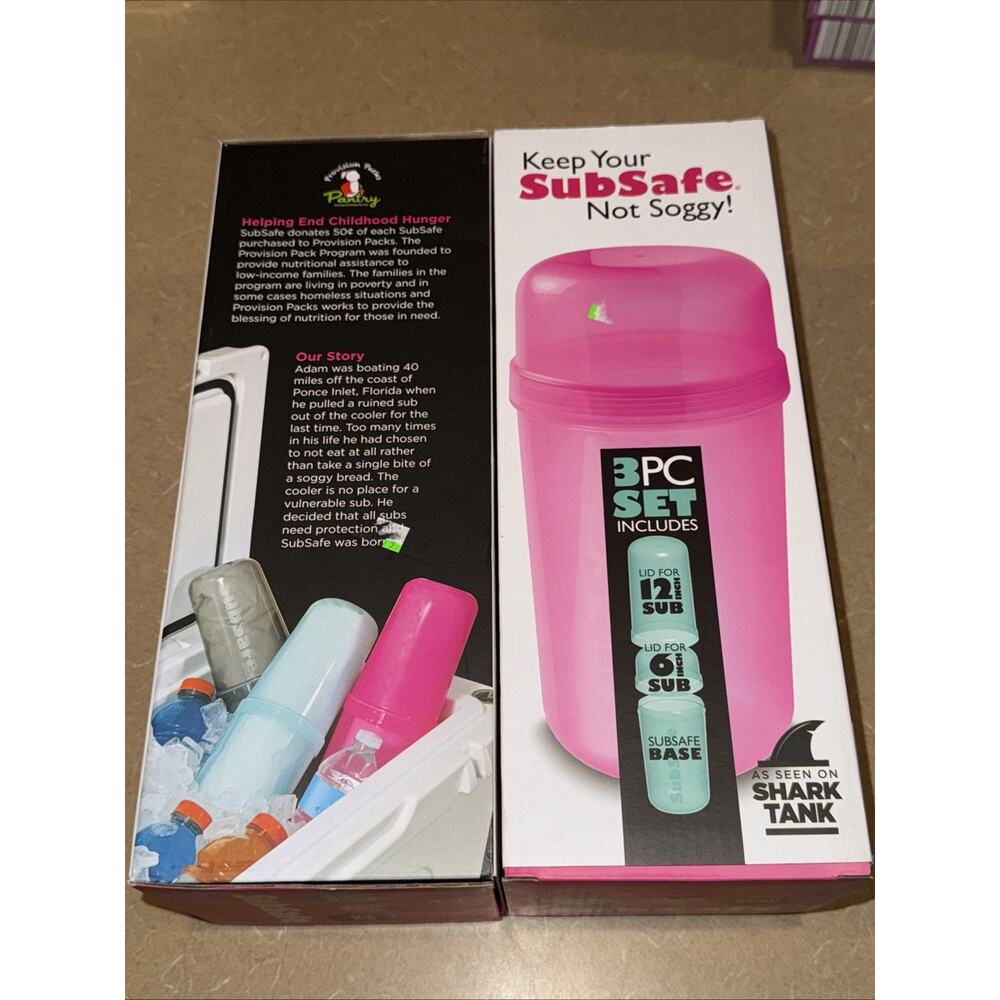 Provision Packs
Pantry
Helping End Childhood Hunger
SubSafe donates 50¢ of each SubSafe
purchased to Provision Packs. The
Provision Pack Program was founded to
provide nutritional assistance to
low-income families. The families in the
program are living in poverty and in
some cases homeless situations and
Provision Packs works to provide the
blessing of nutrition for those in need.
Our Story
Adam was boating 40
miles off the coast of
Ponce Inlet, Florida when
he pulled a ruined sub
out of the cooler for the
last time. Too many times
in his life he had chosen
to not eat at all rather
than take a single bite of
a soggy bread. The
cooler is no place for a
vulnerable sub. He
decided that all subs
need protection and
SubSafe was
SubSafe
Keep Your
SubSafe®
Not Soggy!
3PC
SET
INCLUDES
LID FOR
12 INCH
SUB
LID FOR
6 INCH
SUB
SUBSAFE
BASE
SubS
AS SEEN ON
SHARK
TANK